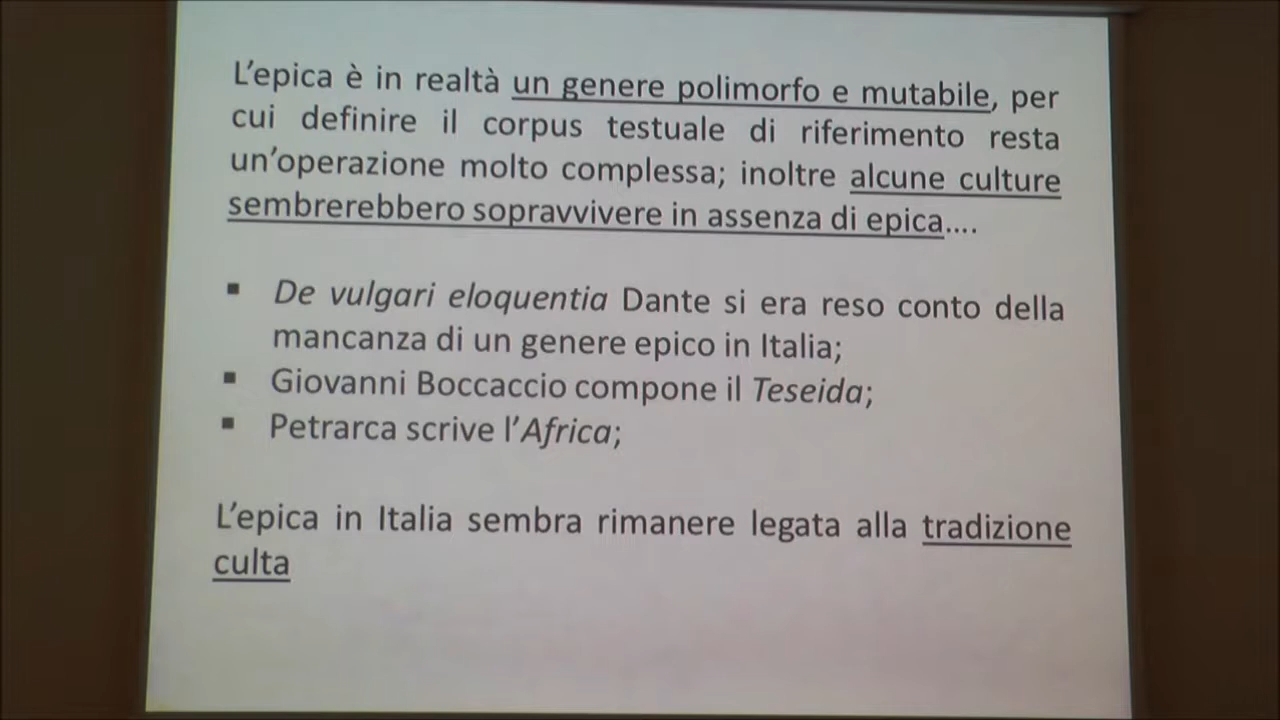 L'epica è in realtà un genere polimorfo e mutabile, per
cui definire il corpus testuale di riferimento resta
un'operazione molto complessa; inoltre alcune culture
sembrerebbero sopravvivere in assenza di epica....
▪ De vulgari eloquentia Dante si era reso conto della
mancanza di un genere epico in Italia;
▪ Giovanni Boccaccio compone il Teseida;
▪ Petrarca scrive l'Africa;
L'epica in Italia sembra rimanere legata alla tradizione
culta